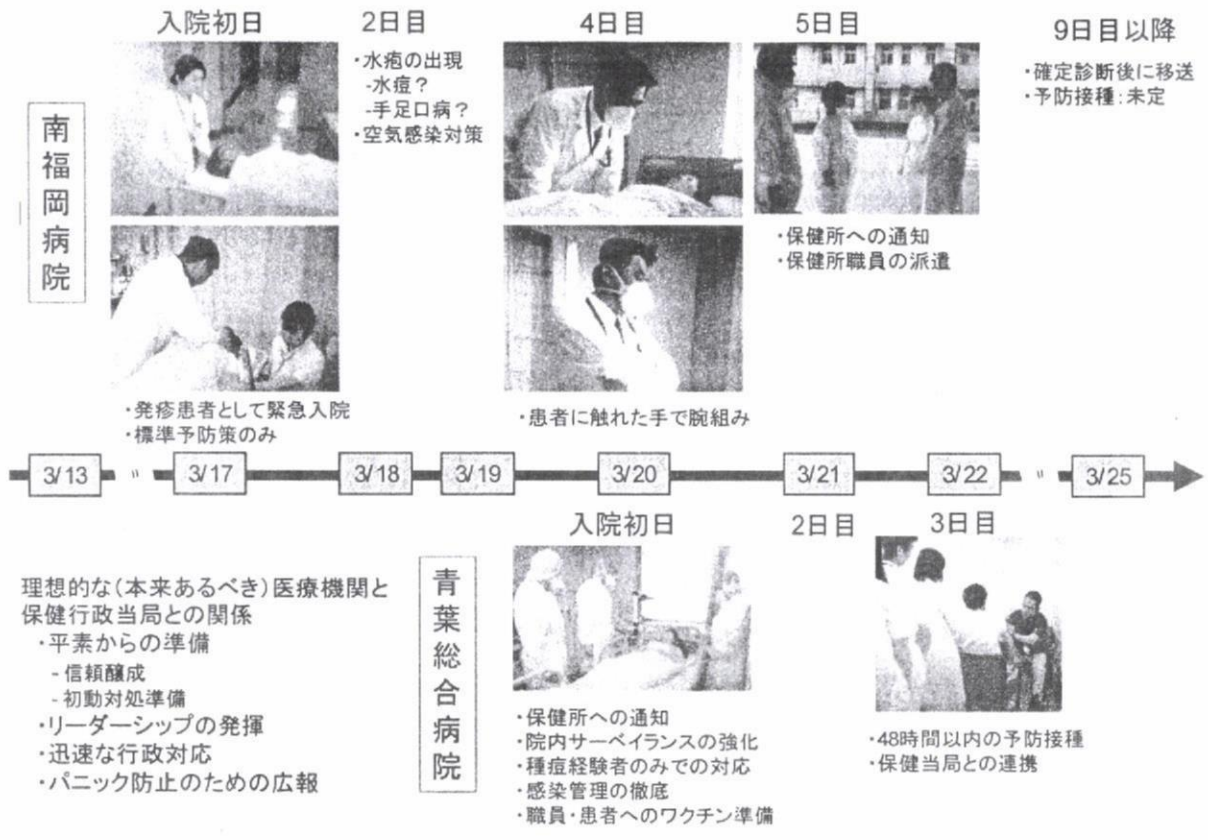 入院初日
2日目
・水疱の出現
-水痘?
-手足口病?
・空気感染対策
4日目
5日目
9日目以降
・確定診断後に移送
・予防接種:未定
南福岡病院
・保健所への通知
・保健所職員の派遣
・発疹患者として緊急入院
・標準予防策のみ
・患者に触れた手で腕組み
3/13
3/17
3/18
3/19
3/20
3/21
3/22
3/25
入院初日
2日目
3日目
理想的な(本来あるべき)医療機関と
保健行政当局との関係
・平素からの準備
- 信頼醸成
- 初動対処準備
・リーダーシップの発揮
・迅速な行政対応
・パニック防止のための広報
青葉総合病院
・保健所への通知
・院内サーベイランスの強化
・種痘経験者のみでの対応
・感染管理の徹底
・職員・患者へのワクチン準備
・48時間以内の予防接種
・保健当局との連携